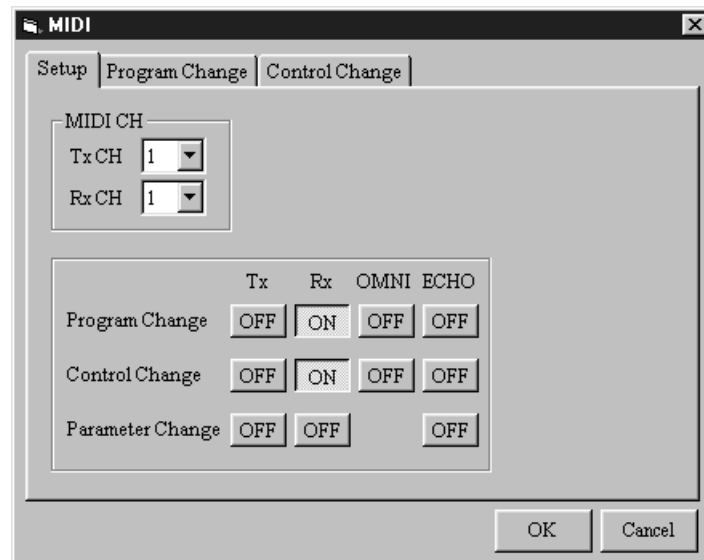 MIDI
Setup Program Change Control Change
MIDI CH
Tx CH 1
Rx CH 1
Tx Rx OMNI ECHO
Program Change OFF ON OFF OFF
Control Change OFF ON OFF OFF
Parameter Change OFF OFF OFF
OK Cancel